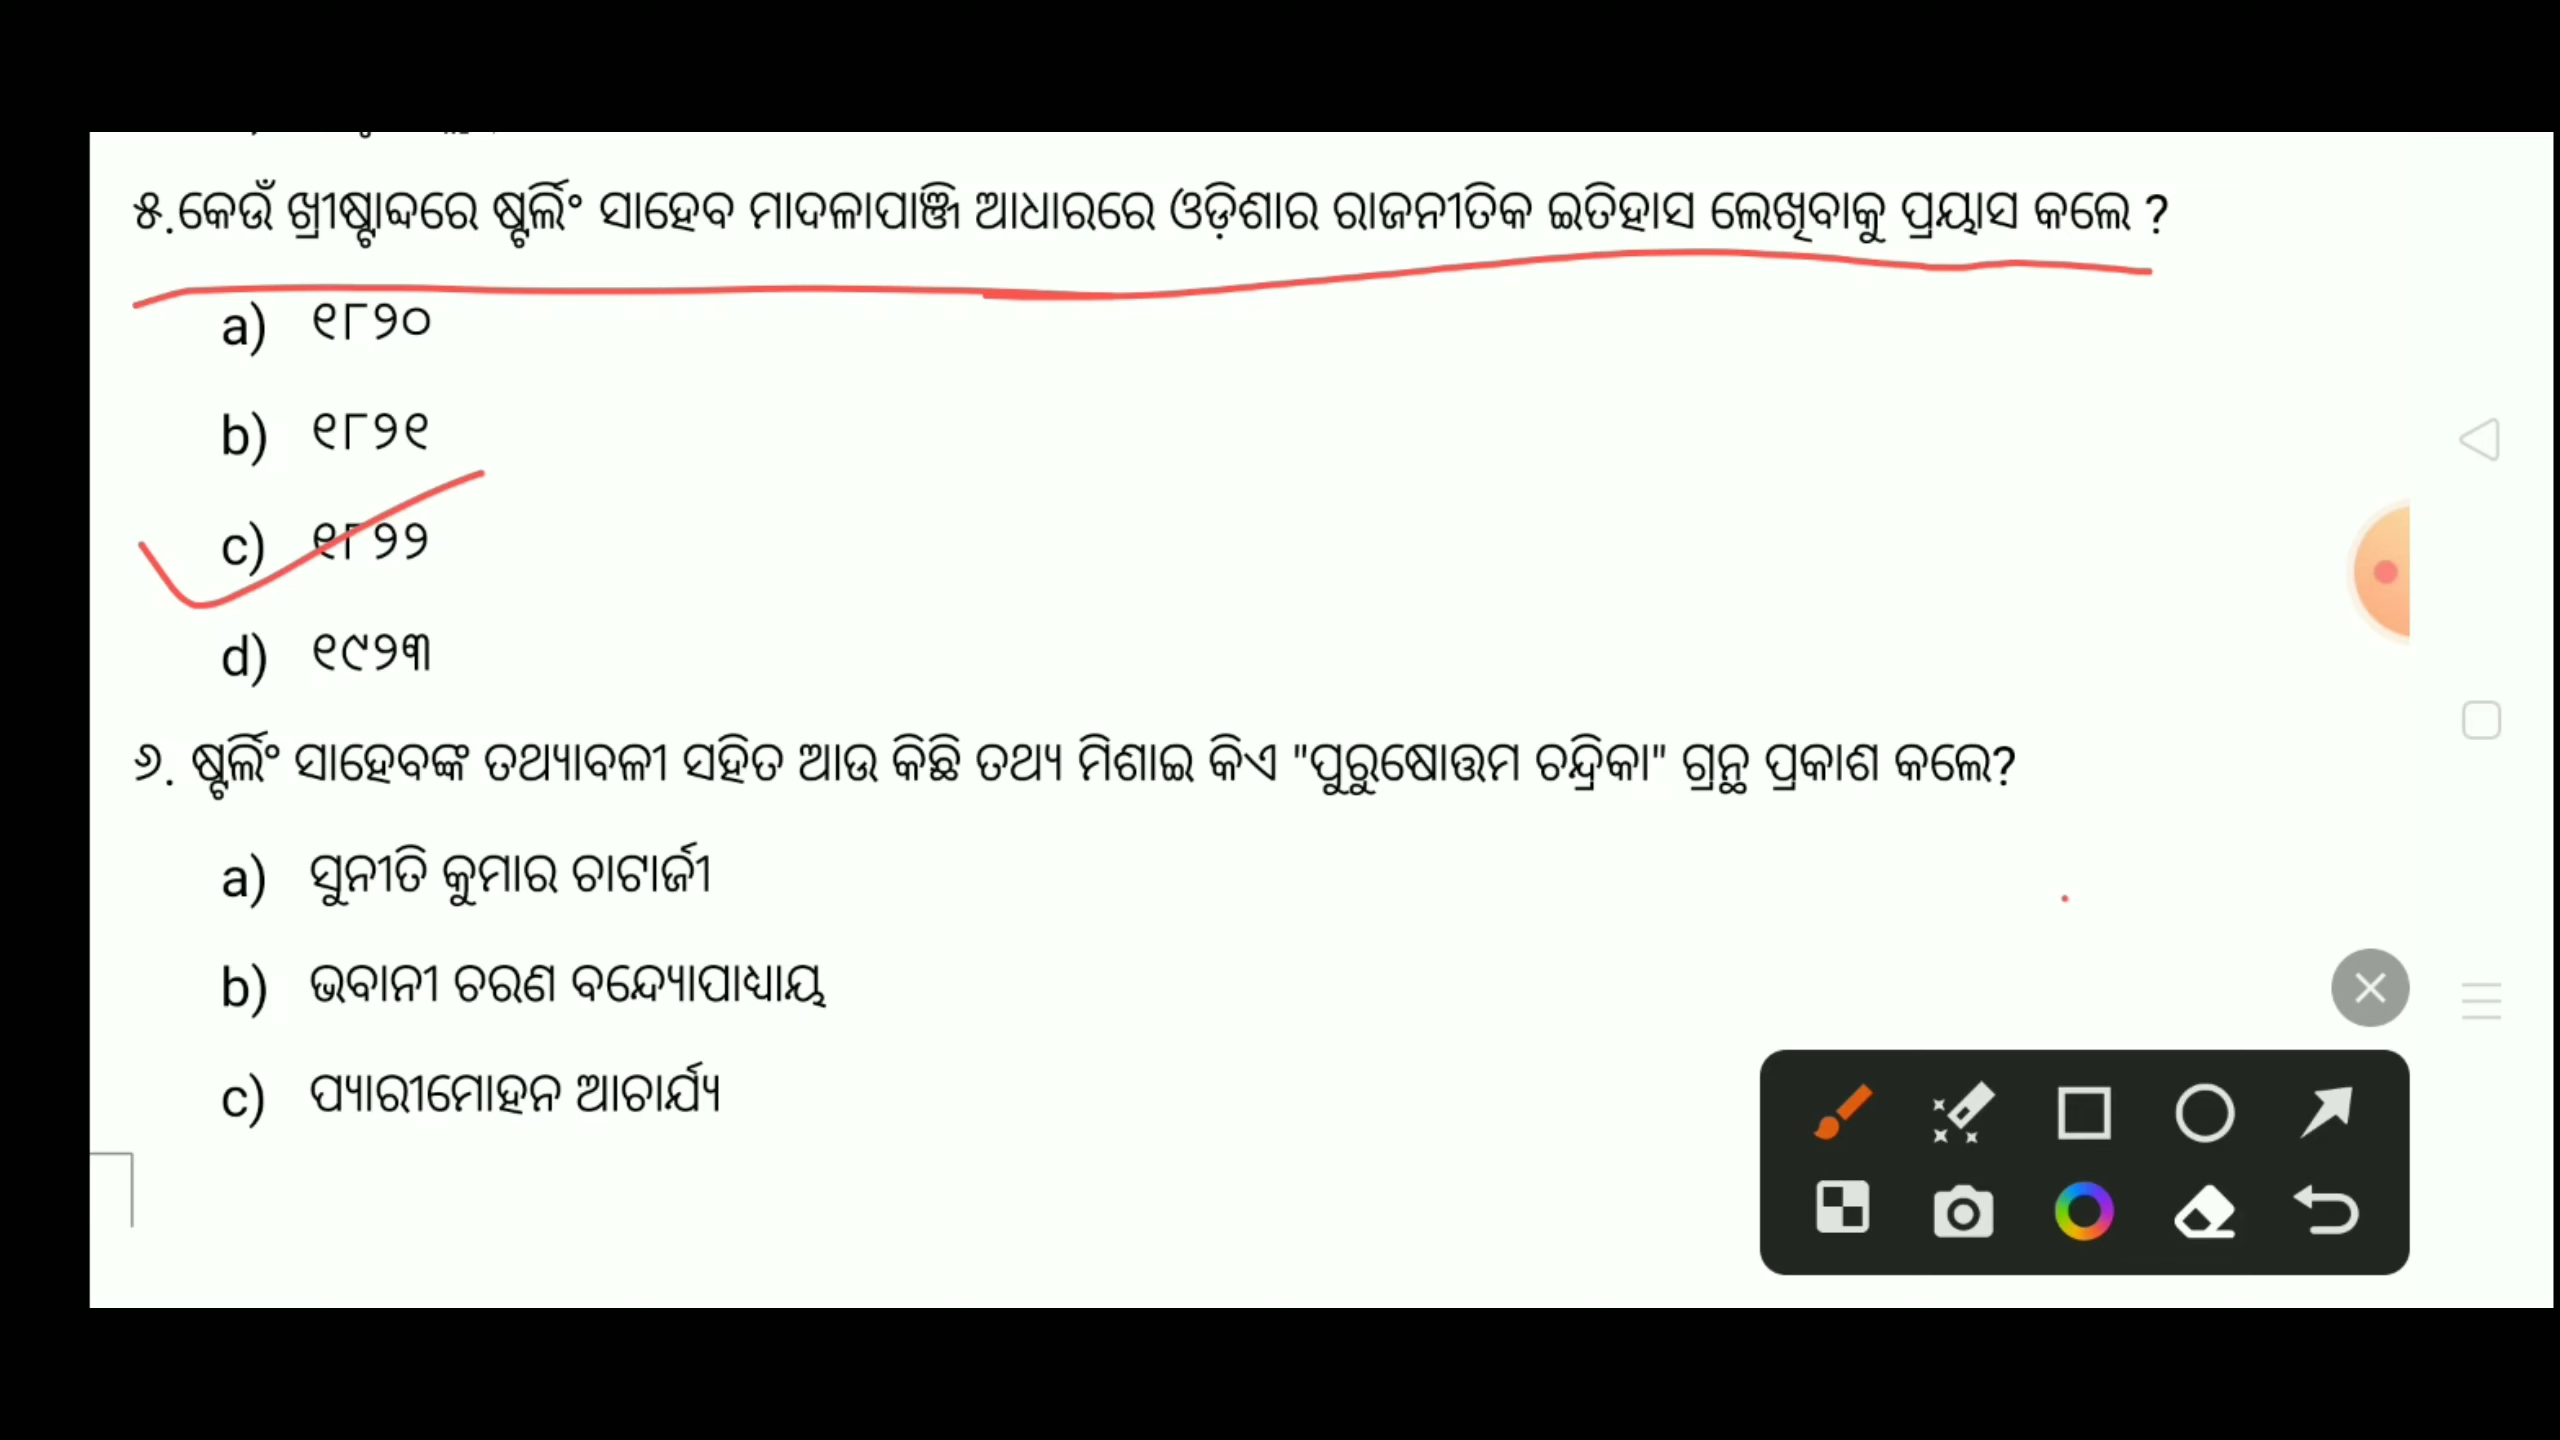 ୫.କେଉଁ ଖ୍ରୀଷ୍ଟାବ୍ଦରେ ଷ୍ଟର୍ଲିଂ ସାହେବ ମାଦଳାପାଞ୍ଜି ଆଧାରରେ ଓଡ଼ିଶାର ରାଜନୀତିକ ଇତିହାସ ଲେଖିବାକୁ ପ୍ରୟାସ କଲେ ?
a) ୧୮୨୦
b) ୧୮୨୧
c) ୧୮୨୨
d) ୧୯୨୩
୬. ଷ୍ଟର୍ଲିଂ ସାହେବଙ୍କ ତଥ୍ୟାବଳୀ ସହିତ ଆଉ କିଛି ତଥ୍ୟ ମିଶାଇ କିଏ "ପୁରୁଷୋତ୍ତମ ଚନ୍ଦ୍ରିକା" ଗ୍ରନ୍ଥ ପ୍ରକାଶ କଲେ?
a) ସୁନୀତି କୁମାର ଚାଟାର୍ଜୀ
b) ଭବାନୀ ଚରଣ ବନ୍ଦ୍ୟୋପାଧ୍ୟାୟ
c) ପ୍ୟାରୀମୋହନ ଆଚାର୍ଯ୍ୟ